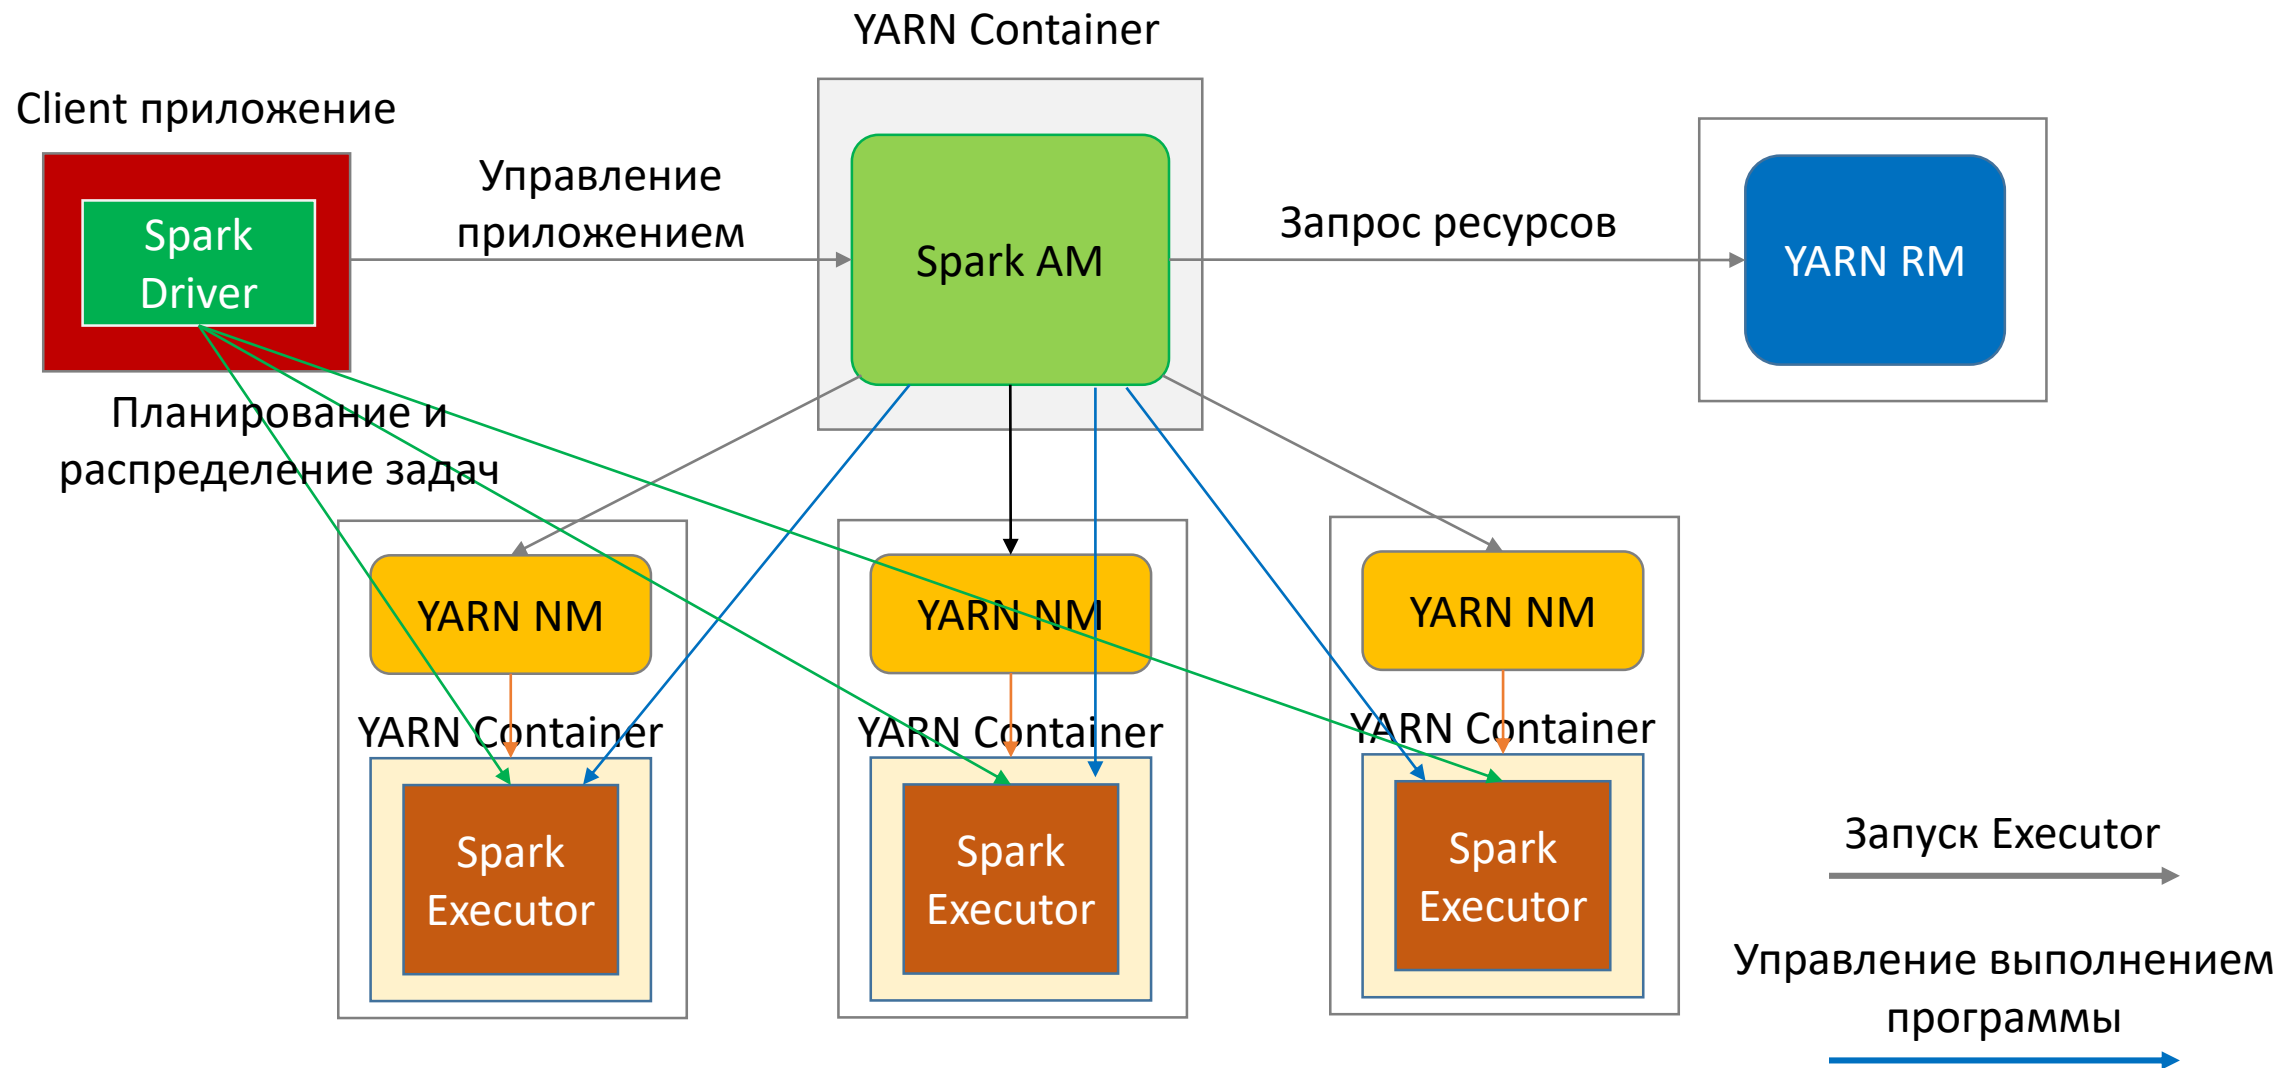 YARN Container
Client приложение
Spark
Driver
Управление
приложением
Spark AM
Запрос ресурсов
YARN RM
Планирование и
распределение задач
YARN NM
YARN NM
YARN NM
YARN Container
YARN Container
YARN Container
Spark
Executor
Spark
Executor
Spark
Executor
Запуск Executor
Управление выполнением
программы